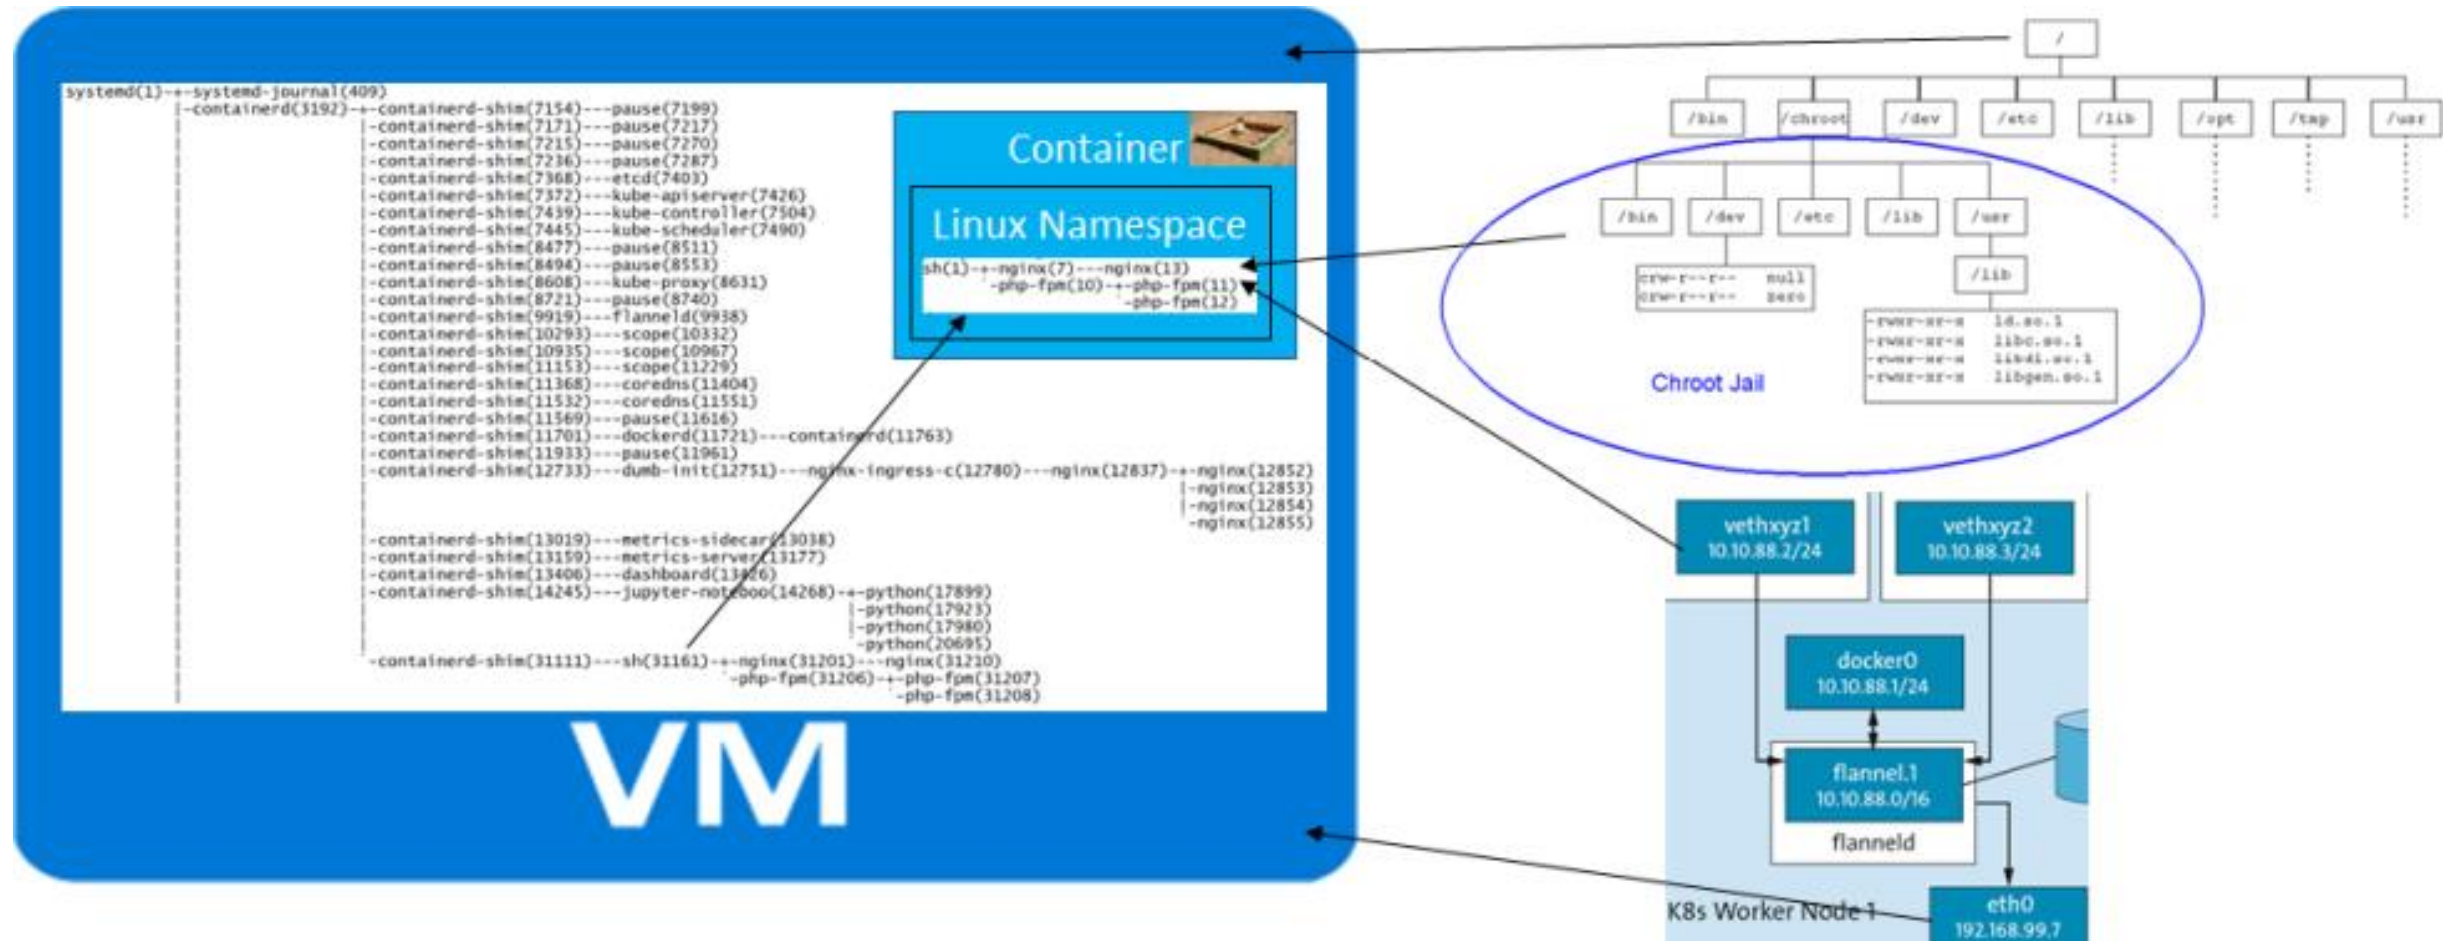 systemd(1)-+-systemd-journal(409)
|-containerd(3192)-+-containerd-shim(7154)---pause(7199)
|-containerd-shim(7171)---pause(7217)
|-containerd-shim(7215)---pause(7270)
|-containerd-shim(7236)---pause(7287)
|-containerd-shim(7368)---etcd(7403)
|-containerd-shim(7372)---kube-apiserver(7426)
|-containerd-shim(7439)---kube-controller(7504)
|-containerd-shim(7445)---kube-scheduler(7490)
|-containerd-shim(8477)---pause(8511)
|-containerd-shim(8494)---pause(8553)
|-containerd-shim(8608)---kube-proxy(8631)
|-containerd-shim(8721)---pause(8740)
|-containerd-shim(9919)---flanneld(9938)
|-containerd-shim(10293)---scope(10332)
|-containerd-shim(10935)---scope(10967)
|-containerd-shim(11153)---scope(11229)
|-containerd-shim(11368)---coredns(11404)
|-containerd-shim(11532)---coredns(11551)
|-containerd-shim(11569)---pause(11616)
|-containerd-shim(11701)---dockerd(11721)---containerd(11763)
|-containerd-shim(11933)---pause(11961)
|-containerd-shim(12733)---dumb-init(12751)---nginx-ingress-c(12780)---nginx(12837)-+-nginx(12852)
|-nginx(12853)
|-nginx(12854)
-nginx(12855)
|-containerd-shim(13019)---metrics-sidecar(13038)
|-containerd-shim(13159)---metrics-server(13177)
|-containerd-shim(13406)---dashboard(13426)
|-containerd-shim(14245)---jupyter-noteboo(14268)-+-python(17899)
|-python(17923)
|-python(17980)
`-python(20695)
-containerd-shim(31111)---sh(31161)-+-nginx(31201)---nginx(31210)
`-php-fpm(31206)-+-php-fpm(31207)
`-php-fpm(31208)
Container
Linux Namespace
sh(1)-+-nginx(7)---nginx(13)
`-php-fpm(10)-+-php-fpm(11)
`-php-fpm(12)
VM
/
/bin /chroot /dev /etc /lib /opt /tmp /usr
/bin /dev /etc /lib /usr
crw-r--r-- null
crw-r--r-- zero
/lib
-rwxr-xr-x ld.so.1
-rwxr-xr-x libc.so.1
-rwxr-xr-x libdl.so.1
-rwxr-xr-x libgen.so.1
Chroot Jail
vethxyz1
10.10.88.2/24
vethxyz2
10.10.88.3/24
docker0
10.10.88.1/24
flannel.1
10.10.88.0/16
flanneld
K8s Worker Node 1
eth0
192.168.99.7